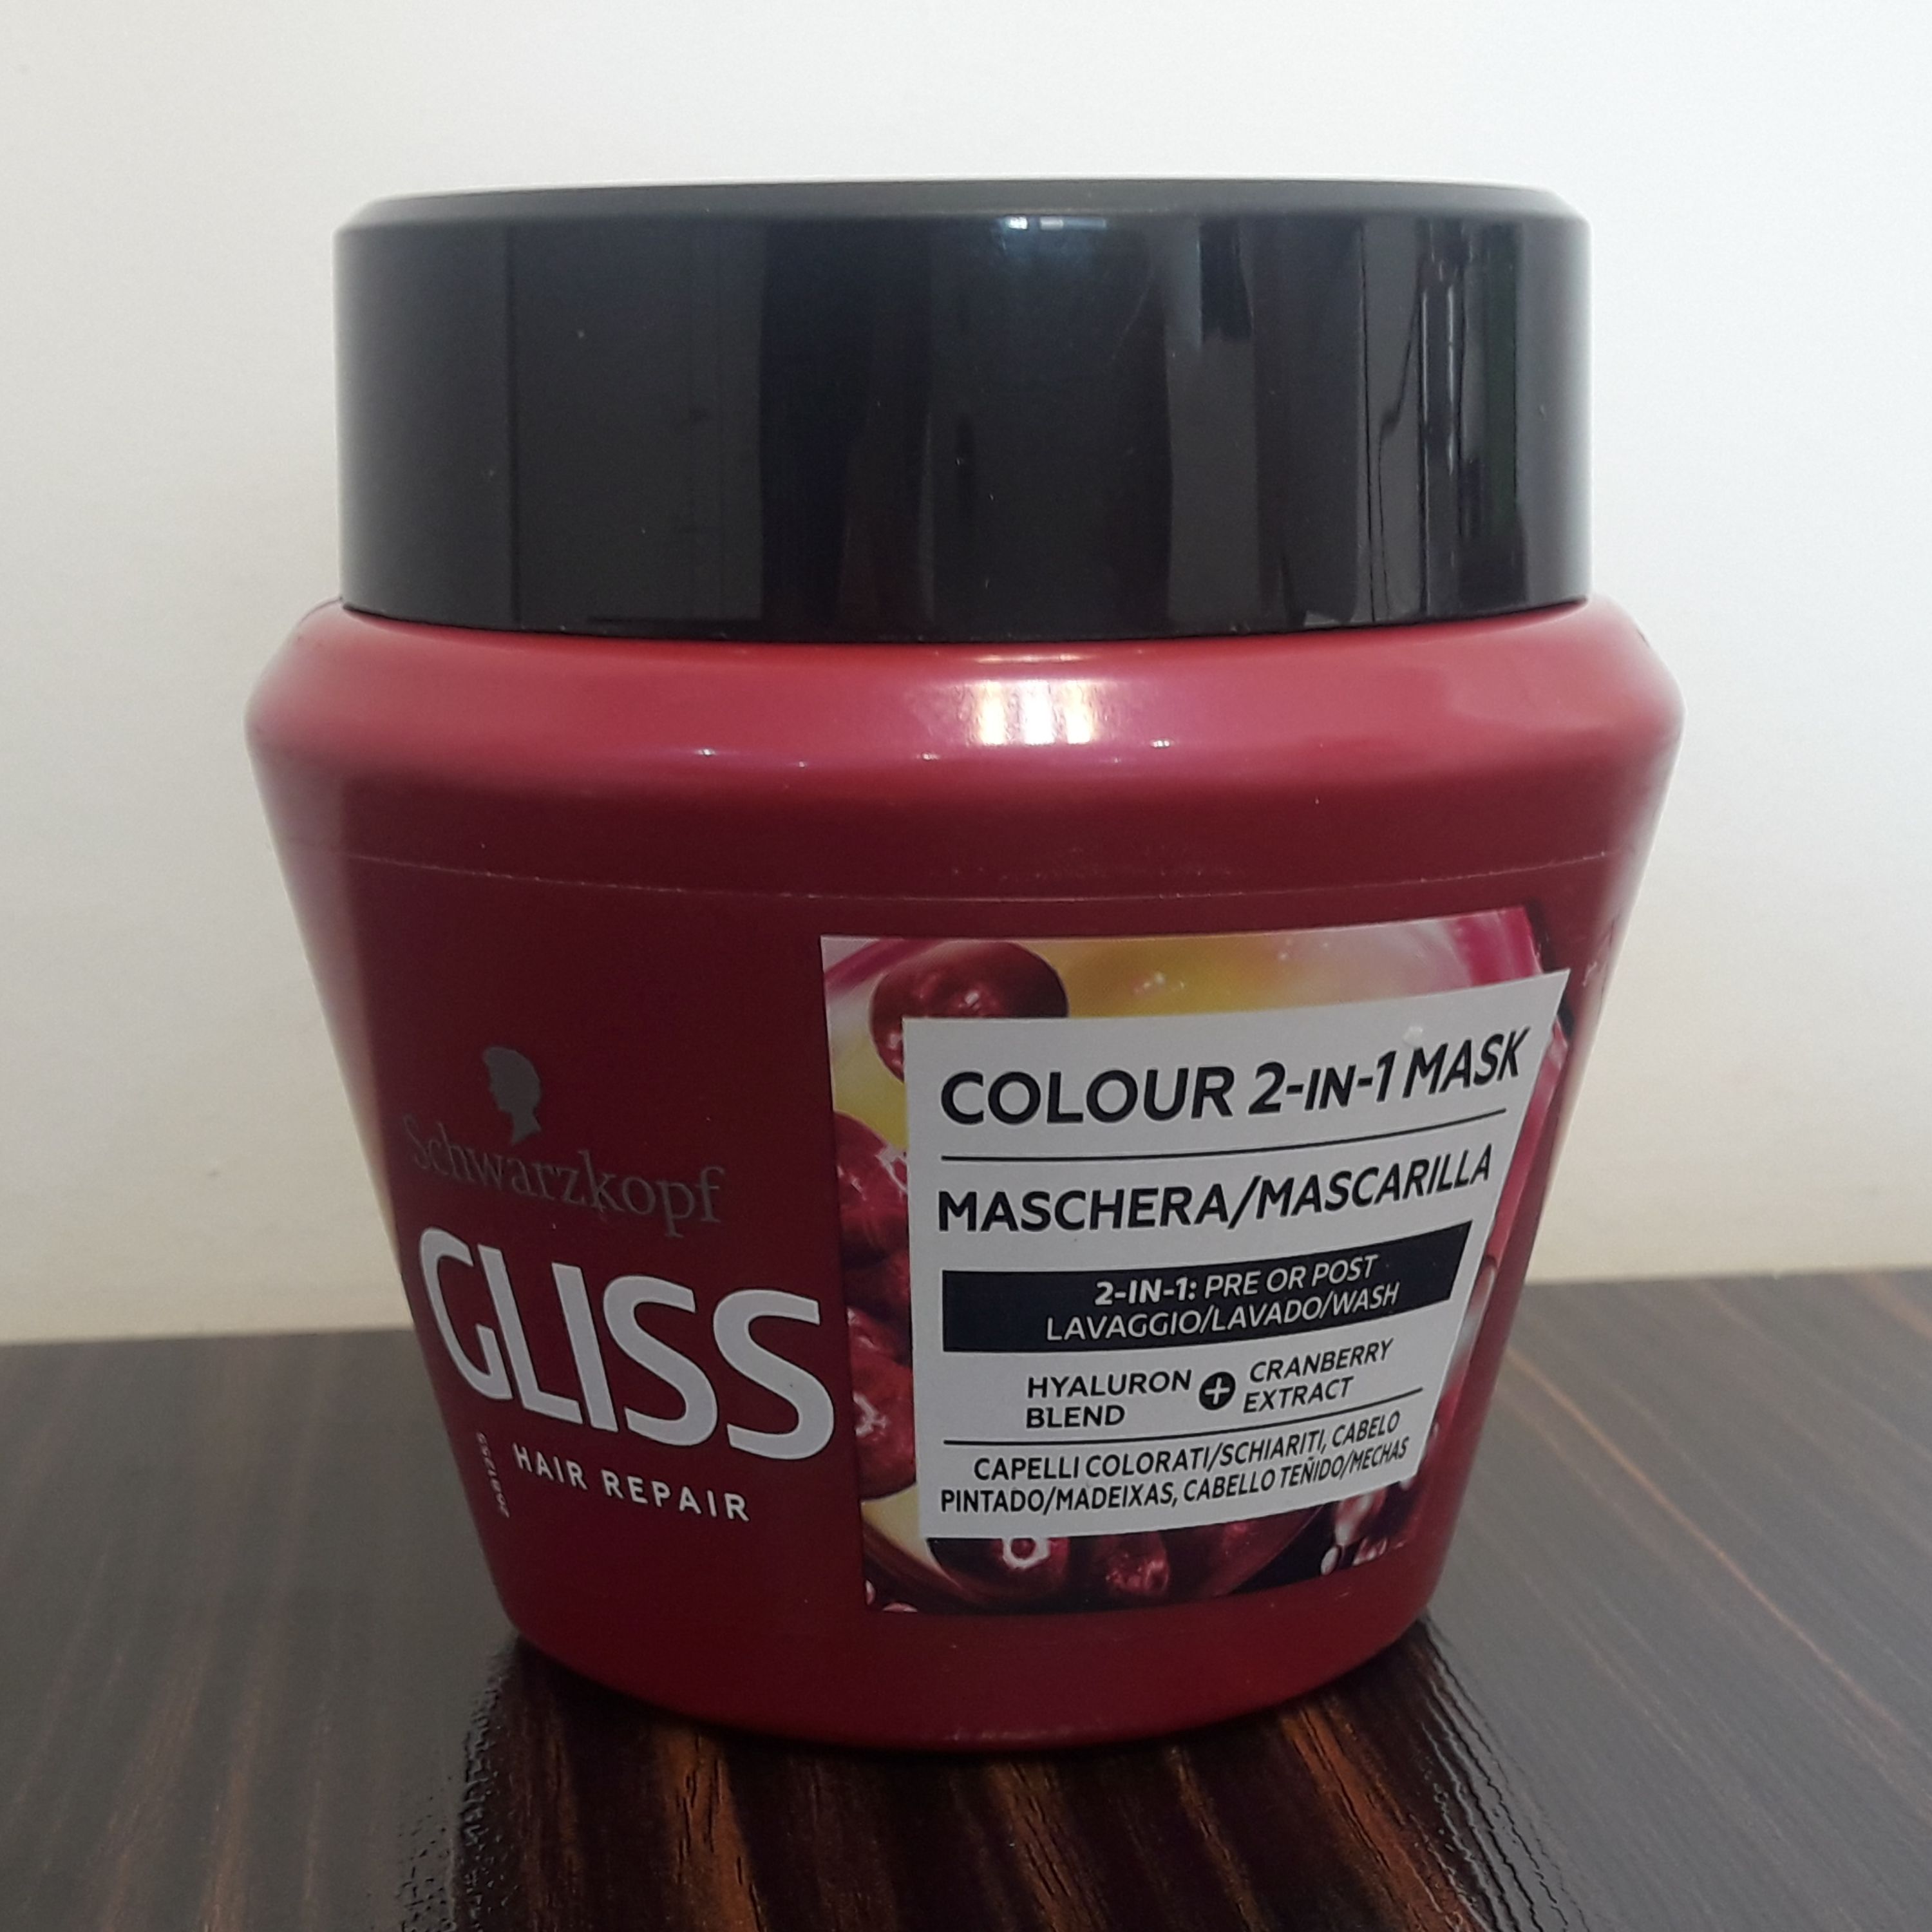 Schwarzkopf
GLISS
HAIR REPAIR
COLOUR 2-IN-1 MASK
MASCHERA/MASCARILLA
2-IN-1: PRE OR POST
LAVAGGIO/LAVADO/WASH
HYALURON
BLEND
+
CRANBERRY
EXTRACT
CAPELLI COLORATI/SCHIARITI, CABELO
PINTADO/MADEIXAS, CABELLO TEÑIDO/MECHAS